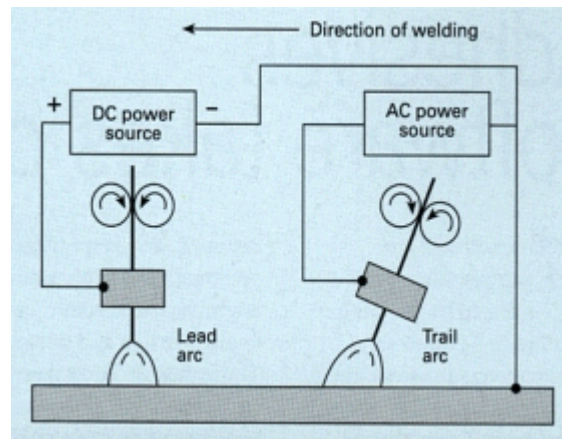 Direction of welding
+
DC power
source
−
AC power
source
Lead
arc
Trail
arc